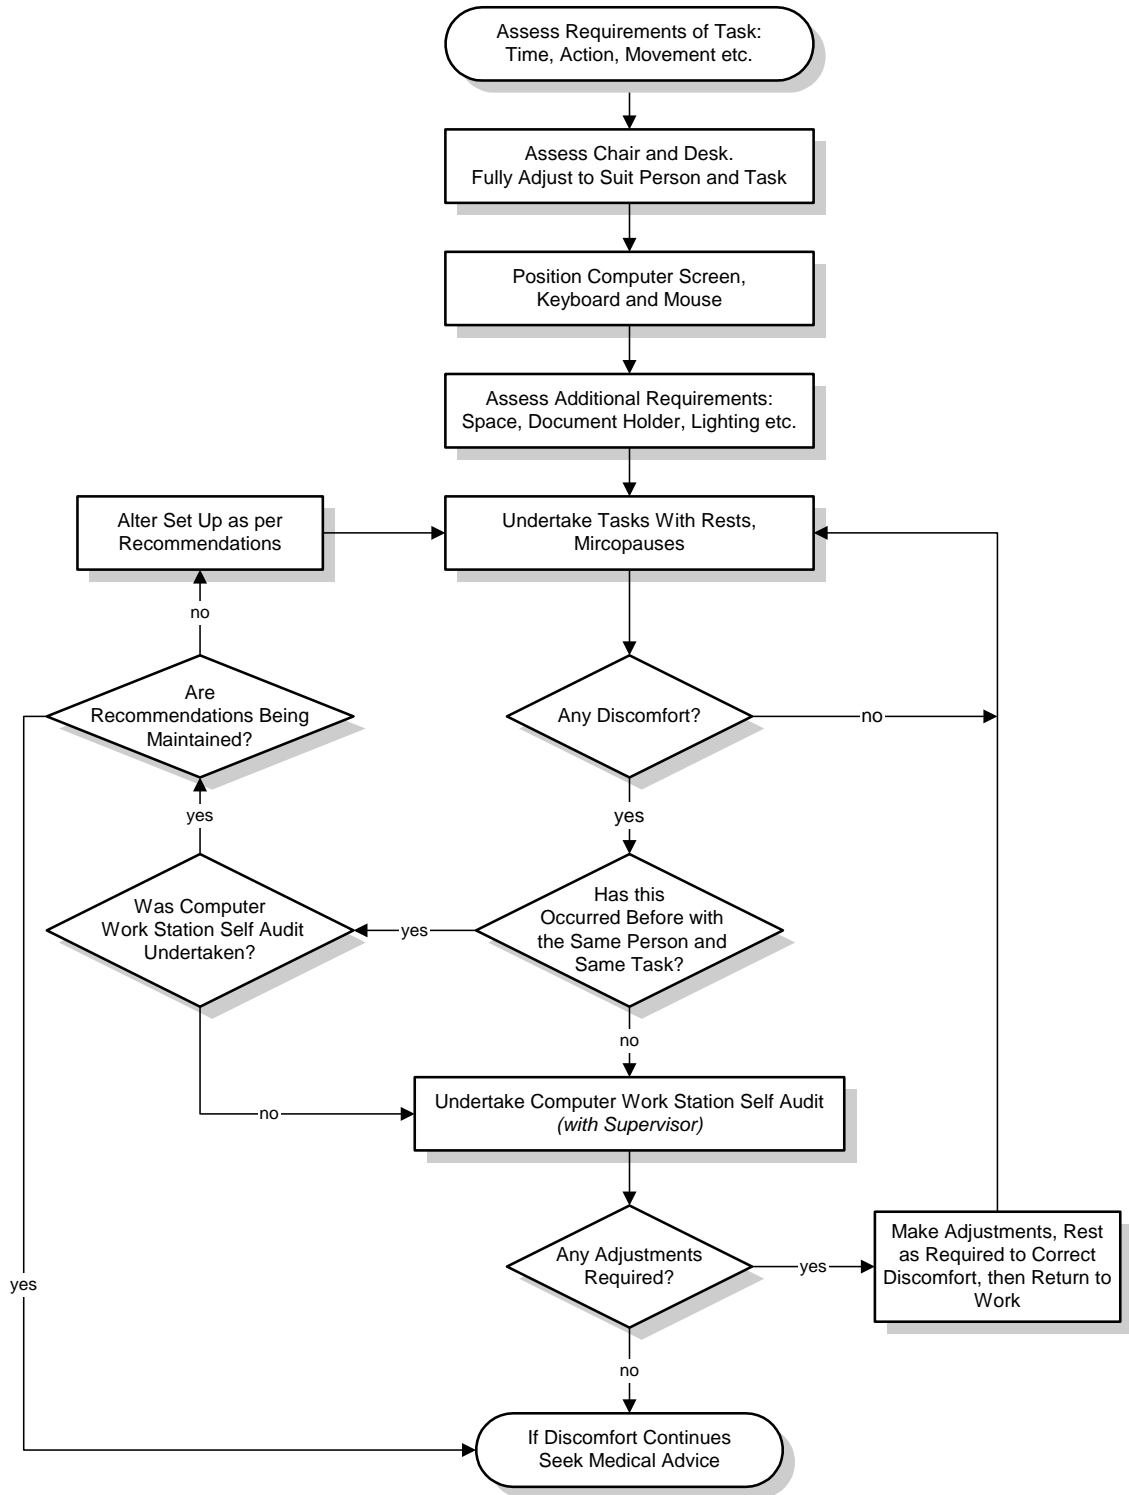 Assess Requirements of Task:
Time, Action, Movement etc.
Assess Chair and Desk.
Fully Adjust to Suit Person and Task
Position Computer Screen,
Keyboard and Mouse
Assess Additional Requirements:
Space, Document Holder, Lighting etc.
Alter Set Up as per
Recommendations
Undertake Tasks With Rests,
Mircopauses
no
Are
Recommendations Being
Maintained?
Any Discomfort?
no
yes
yes
Was Computer
Work Station Self Audit
Undertaken?
yes
Has this
Occurred Before with
the Same Person and
Same Task?
no
no
Undertake Computer Work Station Self Audit
(with Supervisor)
yes
Any Adjustments
Required?
yes
Make Adjustments, Rest
as Required to Correct
Discomfort, then Return to
Work
no
If Discomfort Continues
Seek Medical Advice